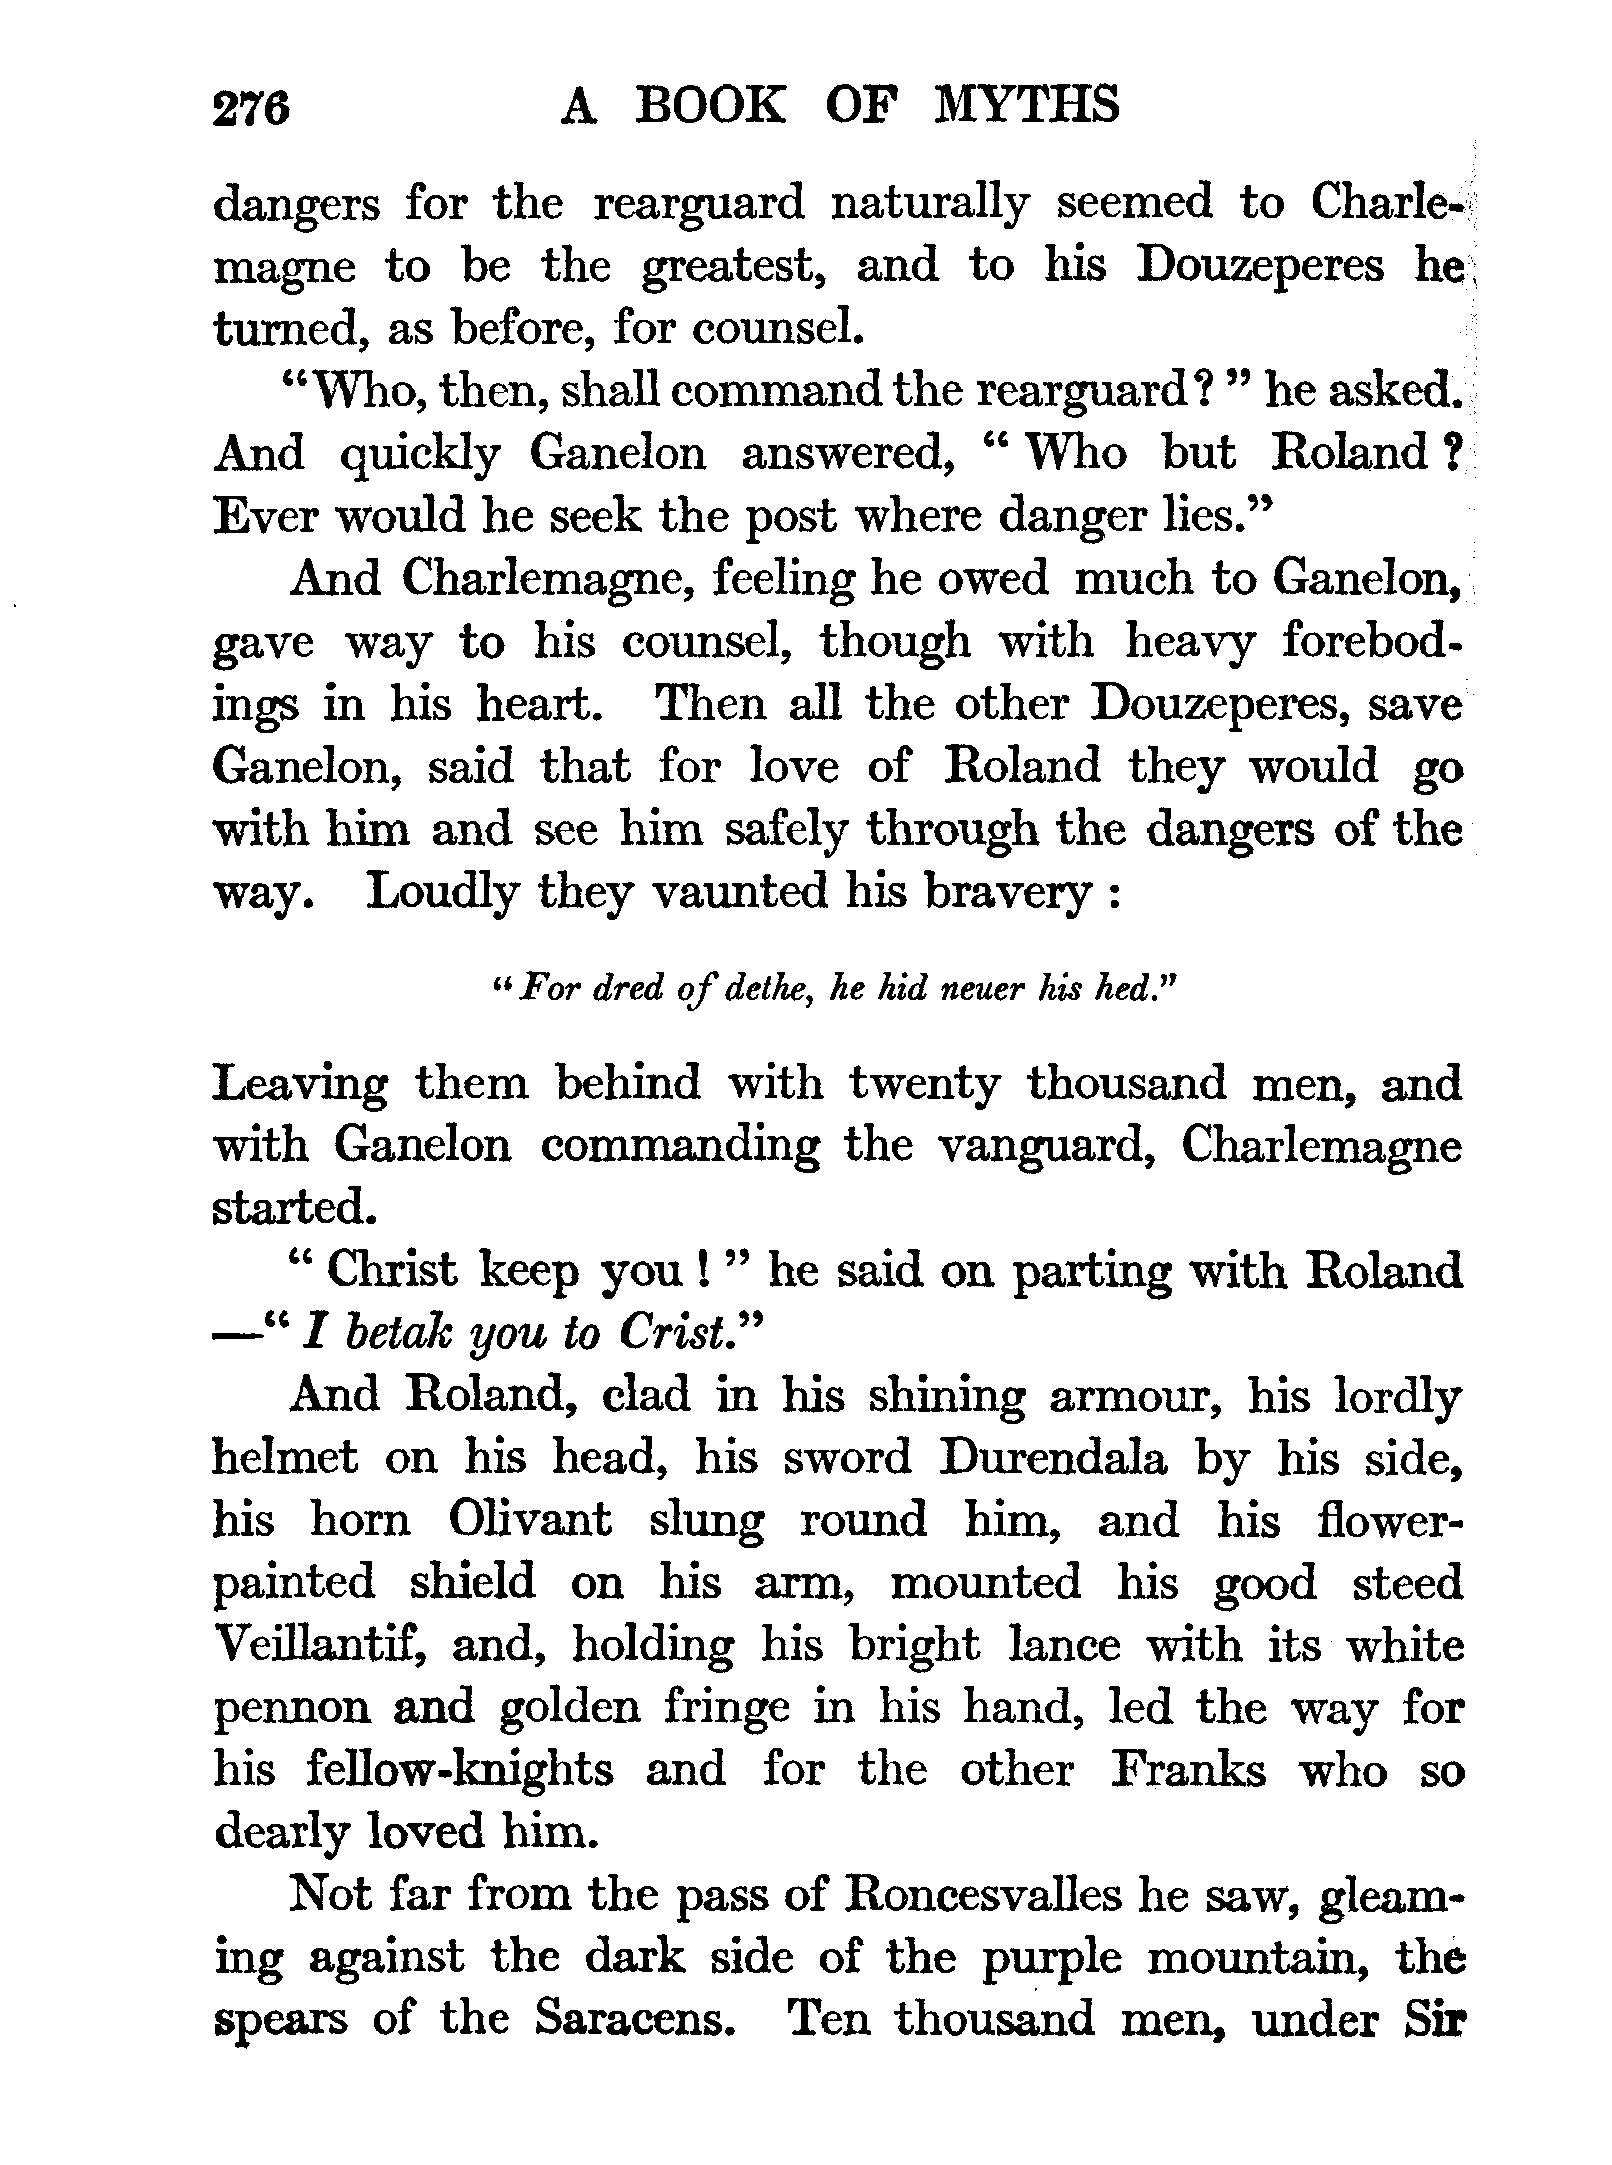 276 A BOOK OF MYTHS
dangers for the rearguard naturally seemed to Charle-
magne to be the greatest, and to his Douzeperes he
turned, as before, for counsel.
“Who, then, shall command the rearguard? ” he asked.
And quickly Ganelon answered, “ Who but Roland ?
Ever would he seek the post where danger lies.”
And Charlemagne, feeling he owed much to Ganelon,
gave way to his counsel, though with heavy forebod-
ings in his heart. Then all the other Douzeperes, save
Ganelon, said that for love of Roland they would go
with him and see him safely through the dangers of the
way. Loudly they vaunted his bravery :
“ For dred of dethe, he hid neuer his hed.”
Leaving them behind with twenty thousand men, and
with Ganelon commanding the vanguard, Charlemagne
started.
“ Christ keep you ! ” he said on parting with Roland
—“ I betak you to Crist.”
And Roland, clad in his shining armour, his lordly
helmet on his head, his sword Durendala by his side,
his horn Olivant slung round him, and his flower-
painted shield on his arm, mounted his good steed
Veillantif, and, holding his bright lance with its white
pennon and golden fringe in his hand, led the way for
his fellow-knights and for the other Franks who so
dearly loved him.
Not far from the pass of Roncesvalles he saw, gleam-
ing against the dark side of the purple mountain, the
spears of the Saracens. Ten thousand men, under Sir